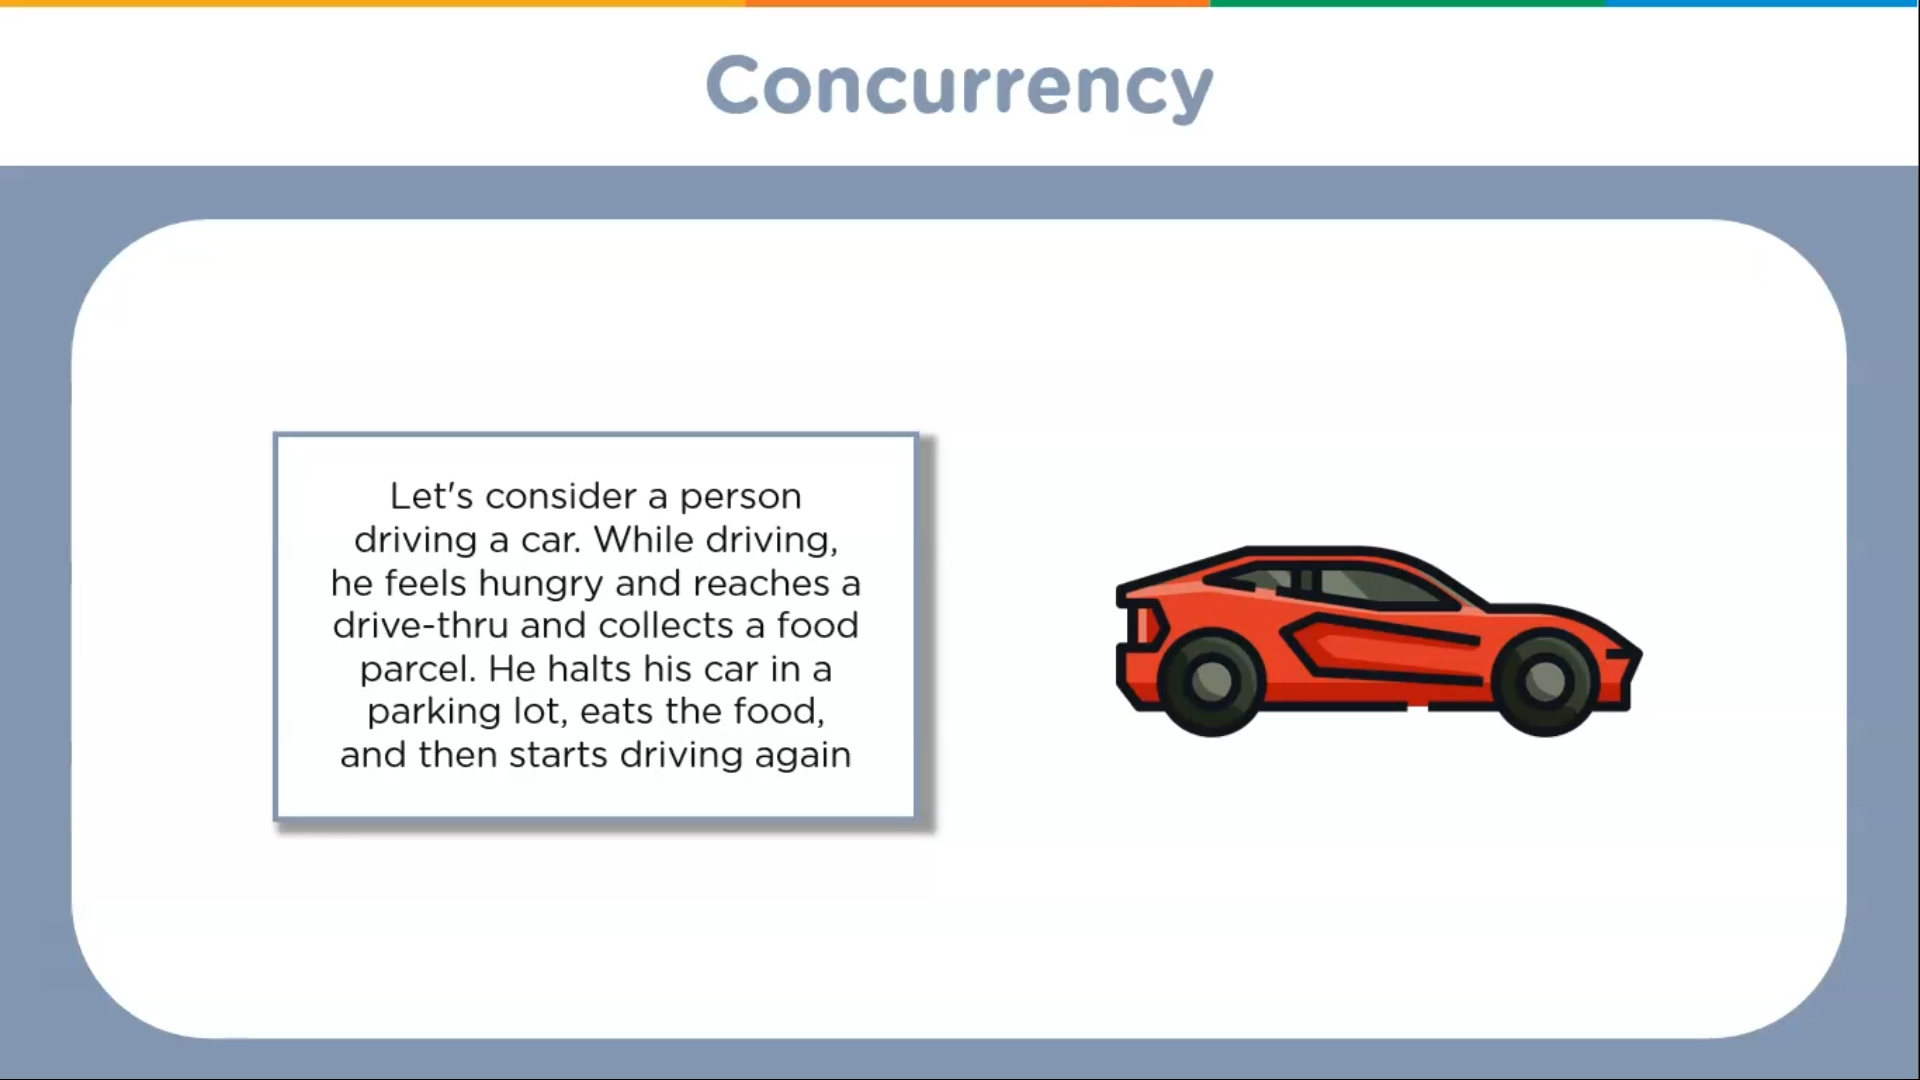 Concurrency
Let's consider a person
driving a car. While driving,
he feels hungry and reaches a
drive-thru and collects a food
parcel. He halts his car in a
parking lot, eats the food,
and then starts driving again